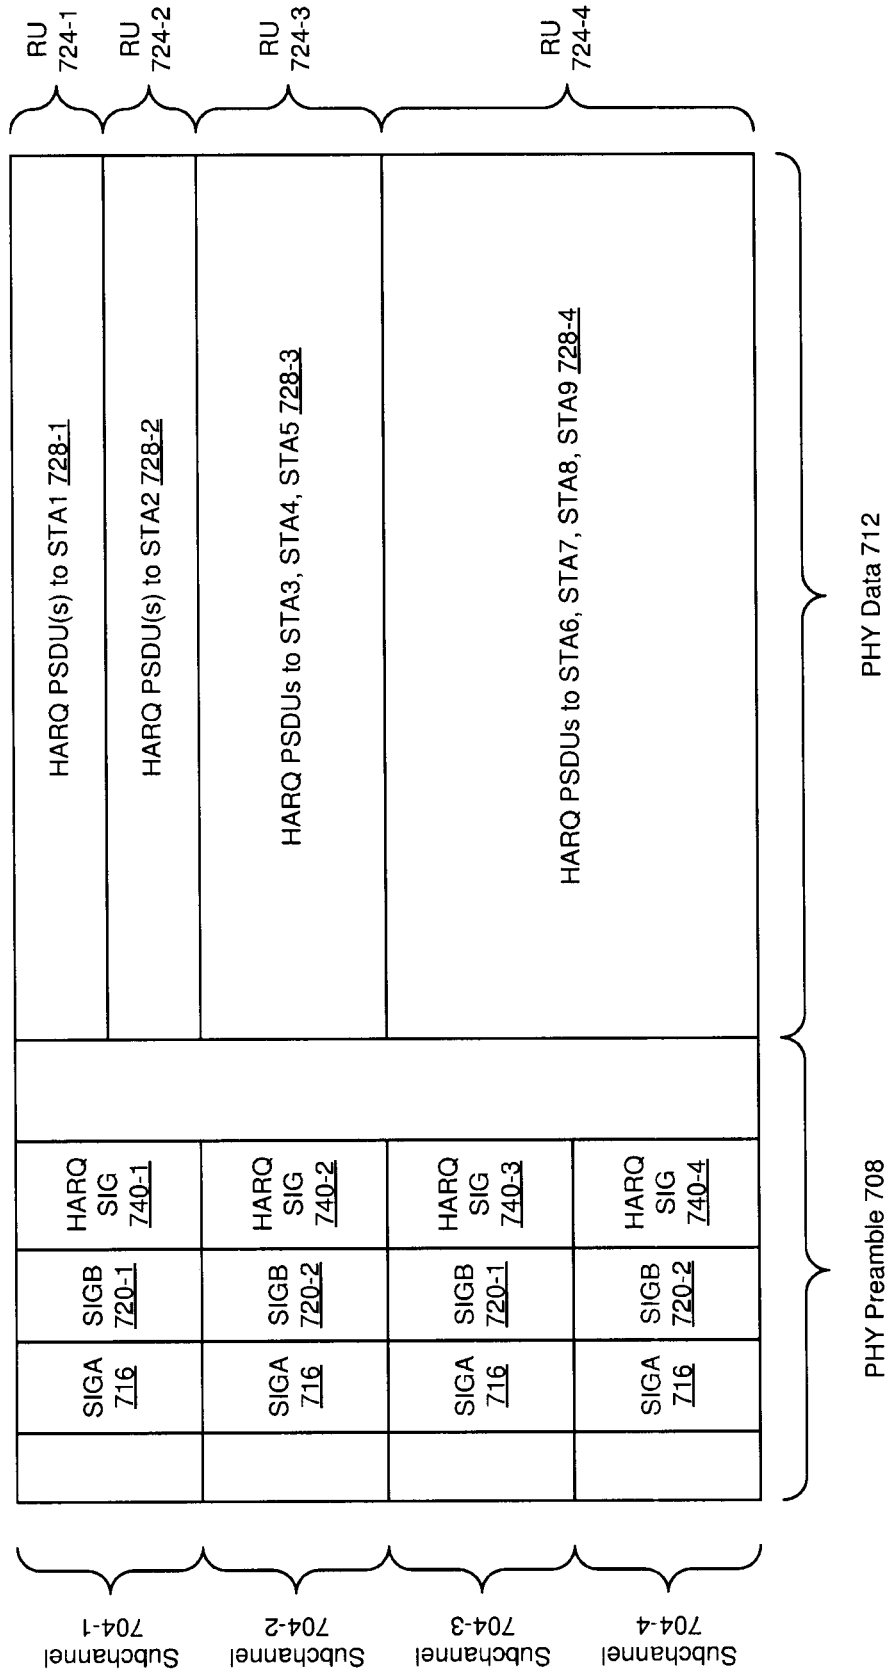 Subchannel
704-1
Subchannel
704-2
Subchannel
704-3
Subchannel
704-4
SIGA
716
SIGB
720-1
HARQ
SIG
740-1
SIGA
716
SIGB
720-2
HARQ
SIG
740-2
SIGA
716
SIGB
720-1
HARQ
SIG
740-3
SIGA
716
SIGB
720-2
HARQ
SIG
740-4
HARQ PSDU(s) to STA1 728-1
HARQ PSDU(s) to STA2 728-2
HARQ PSDUs to STA3, STA4, STA5 728-3
HARQ PSDUs to STA6, STA7, STA8, STA9 728-4
RU
724-1
RU
724-2
RU
724-3
RU
724-4
PHY Preamble 708
PHY Data 712